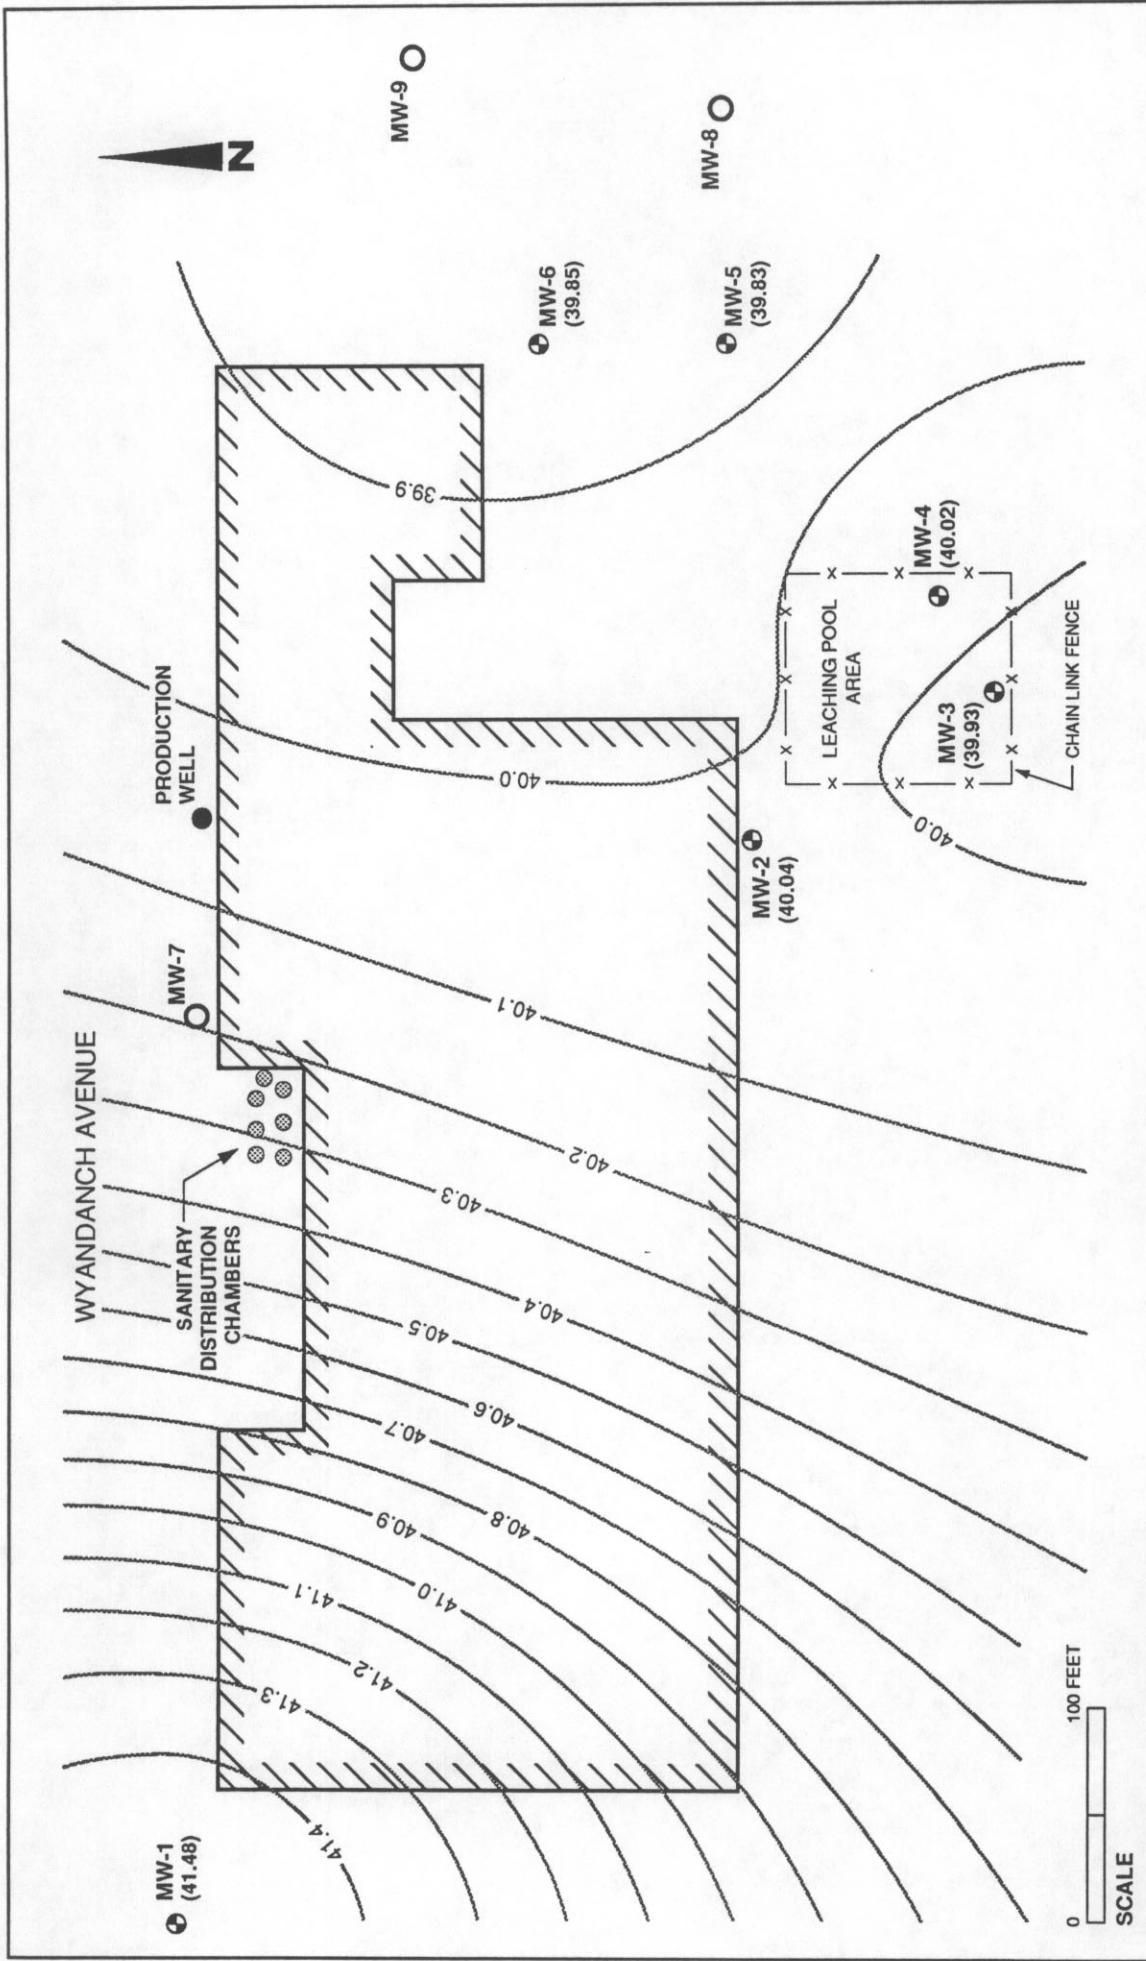 WYANDANCH AVENUE
MW-1
(41.48)
SANITARY
DISTRIBUTION
CHAMBERS
MW-7
PRODUCTION
WELL
N
MW-9
41.4
41.3
41.2
41.1
41.0
40.9
40.8
40.7
40.6
40.5
40.4
40.3
40.2
40.1
40.0
39.9
MW-6
(39.85)
MW-5
(39.83)
MW-8
MW-2
(40.04)
LEACHING POOL
AREA
MW-3
(39.93)
MW-4
(40.02)
40.0
CHAIN LINK FENCE
0
100 FEET
SCALE